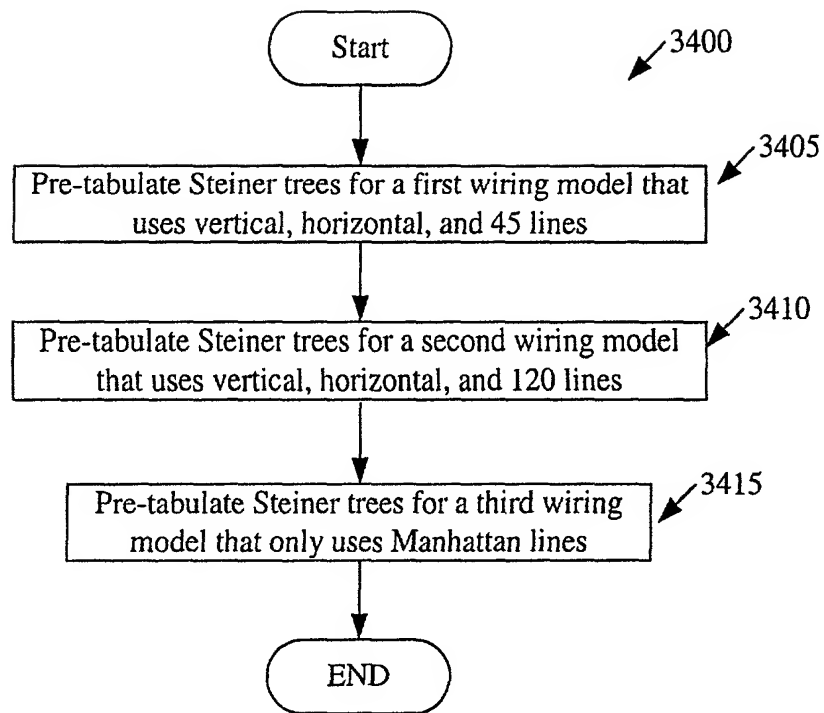 Start
3400
3405
Pre-tabulate Steiner trees for a first wiring model that
uses vertical, horizontal, and 45 lines
3410
Pre-tabulate Steiner trees for a second wiring model
that uses vertical, horizontal, and 120 lines
3415
Pre-tabulate Steiner trees for a third wiring
model that only uses Manhattan lines
END